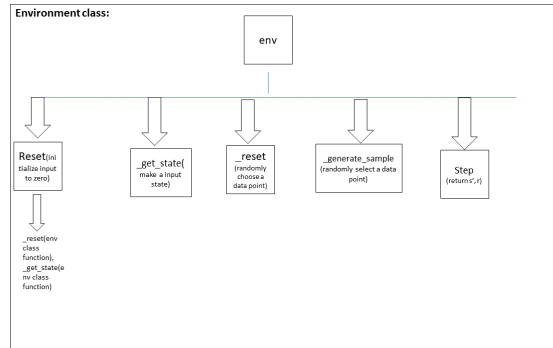 Environment class:
env
Reset(ini
tialize input
to zero)
_get_state(
make a input
state)
_reset
(randomly
choose a
data point)
_generate_sample
(randomly select a data
point)
Step
(return s’, r)
_reset(env
class
function),
_get_state(e
nv class
function)